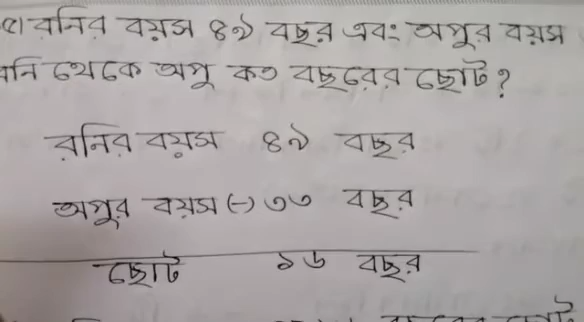 ৫। রনির বয়স ৪৯ বছর এবং অপুর বয়স
রনি থেকে অপু কত বছরের ছোট?
রনির বয়স ৪৯ বছর
অপুর বয়স (-) ৩৩ বছর
ছোট ১৬ বছর